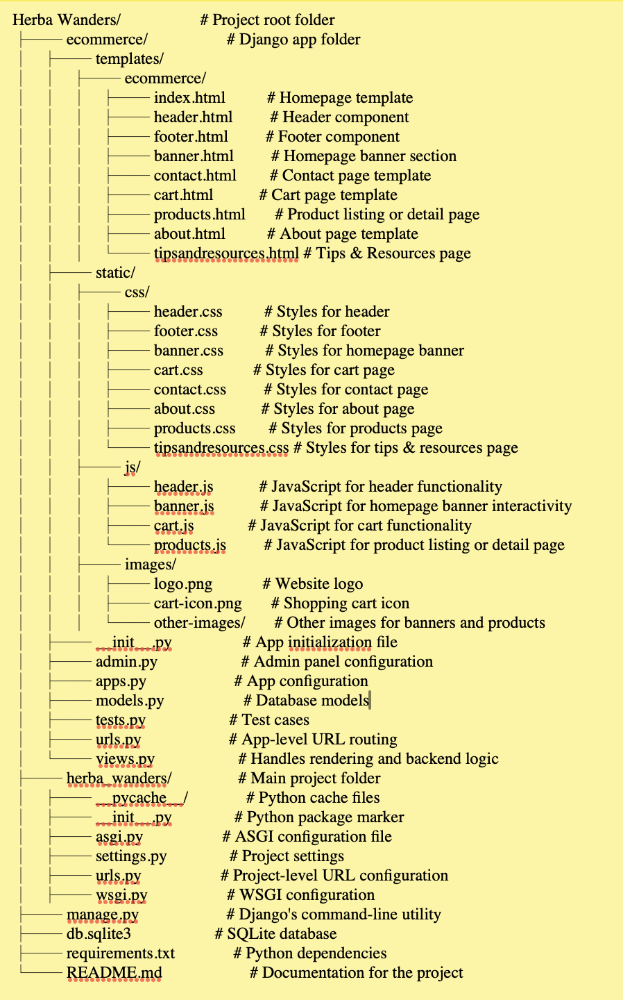 Herba Wanders/ # Project root folder
├── ecommerce/ # Django app folder
│ ├── templates/
│ │ ├── ecommerce/
│ │ │ ├── index.html # Homepage template
│ │ │ ├── header.html # Header component
│ │ │ ├── footer.html # Footer component
│ │ │ ├── banner.html # Homepage banner section
│ │ │ ├── contact.html # Contact page template
│ │ │ ├── cart.html # Cart page template
│ │ │ ├── products.html # Product listing or detail page
│ │ │ ├── about.html # About page template
│ │ │ └── tipsandresources.html # Tips & Resources page
│ ├── static/
│ │ ├── css/
│ │ │ ├── header.css # Styles for header
│ │ │ ├── footer.css # Styles for footer
│ │ │ ├── banner.css # Styles for homepage banner
│ │ │ ├── cart.css # Styles for cart page
│ │ │ ├── contact.css # Styles for contact page
│ │ │ ├── about.css # Styles for about page
│ │ │ ├── products.css # Styles for products page
│ │ │ └── tipsandresources.css # Styles for tips & resources page
│ │ ├── js/
│ │ │ ├── header.js # JavaScript for header functionality
│ │ │ ├── banner.js # JavaScript for homepage banner interactivity
│ │ │ ├── cart.js # JavaScript for cart functionality
│ │ │ └── products.js # JavaScript for product listing or detail page
│ │ ├── images/
│ │ │ ├── logo.png # Website logo
│ │ │ ├── cart-icon.png # Shopping cart icon
│ │ │ └── other-images/ # Other images for banners and products
│ ├── __init__.py # App initialization file
│ ├── admin.py # Admin panel configuration
│ ├── apps.py # App configuration
│ ├── models.py # Database models
│ ├── tests.py # Test cases
│ ├── urls.py # App-level URL routing
│ └── views.py # Handles rendering and backend logic
├── herba_wanders/ # Main project folder
│ ├── __pycache__/ # Python cache files
│ ├── __init__.py # Python package marker
│ ├── asgi.py # ASGI configuration file
│ ├── settings.py # Project settings
│ ├── urls.py # Project-level URL configuration
│ ├── wsgi.py # WSGI configuration
├── manage.py # Django's command-line utility
├── db.sqlite3 # SQLite database
├── requirements.txt # Python dependencies
└── README.md # Documentation for the project